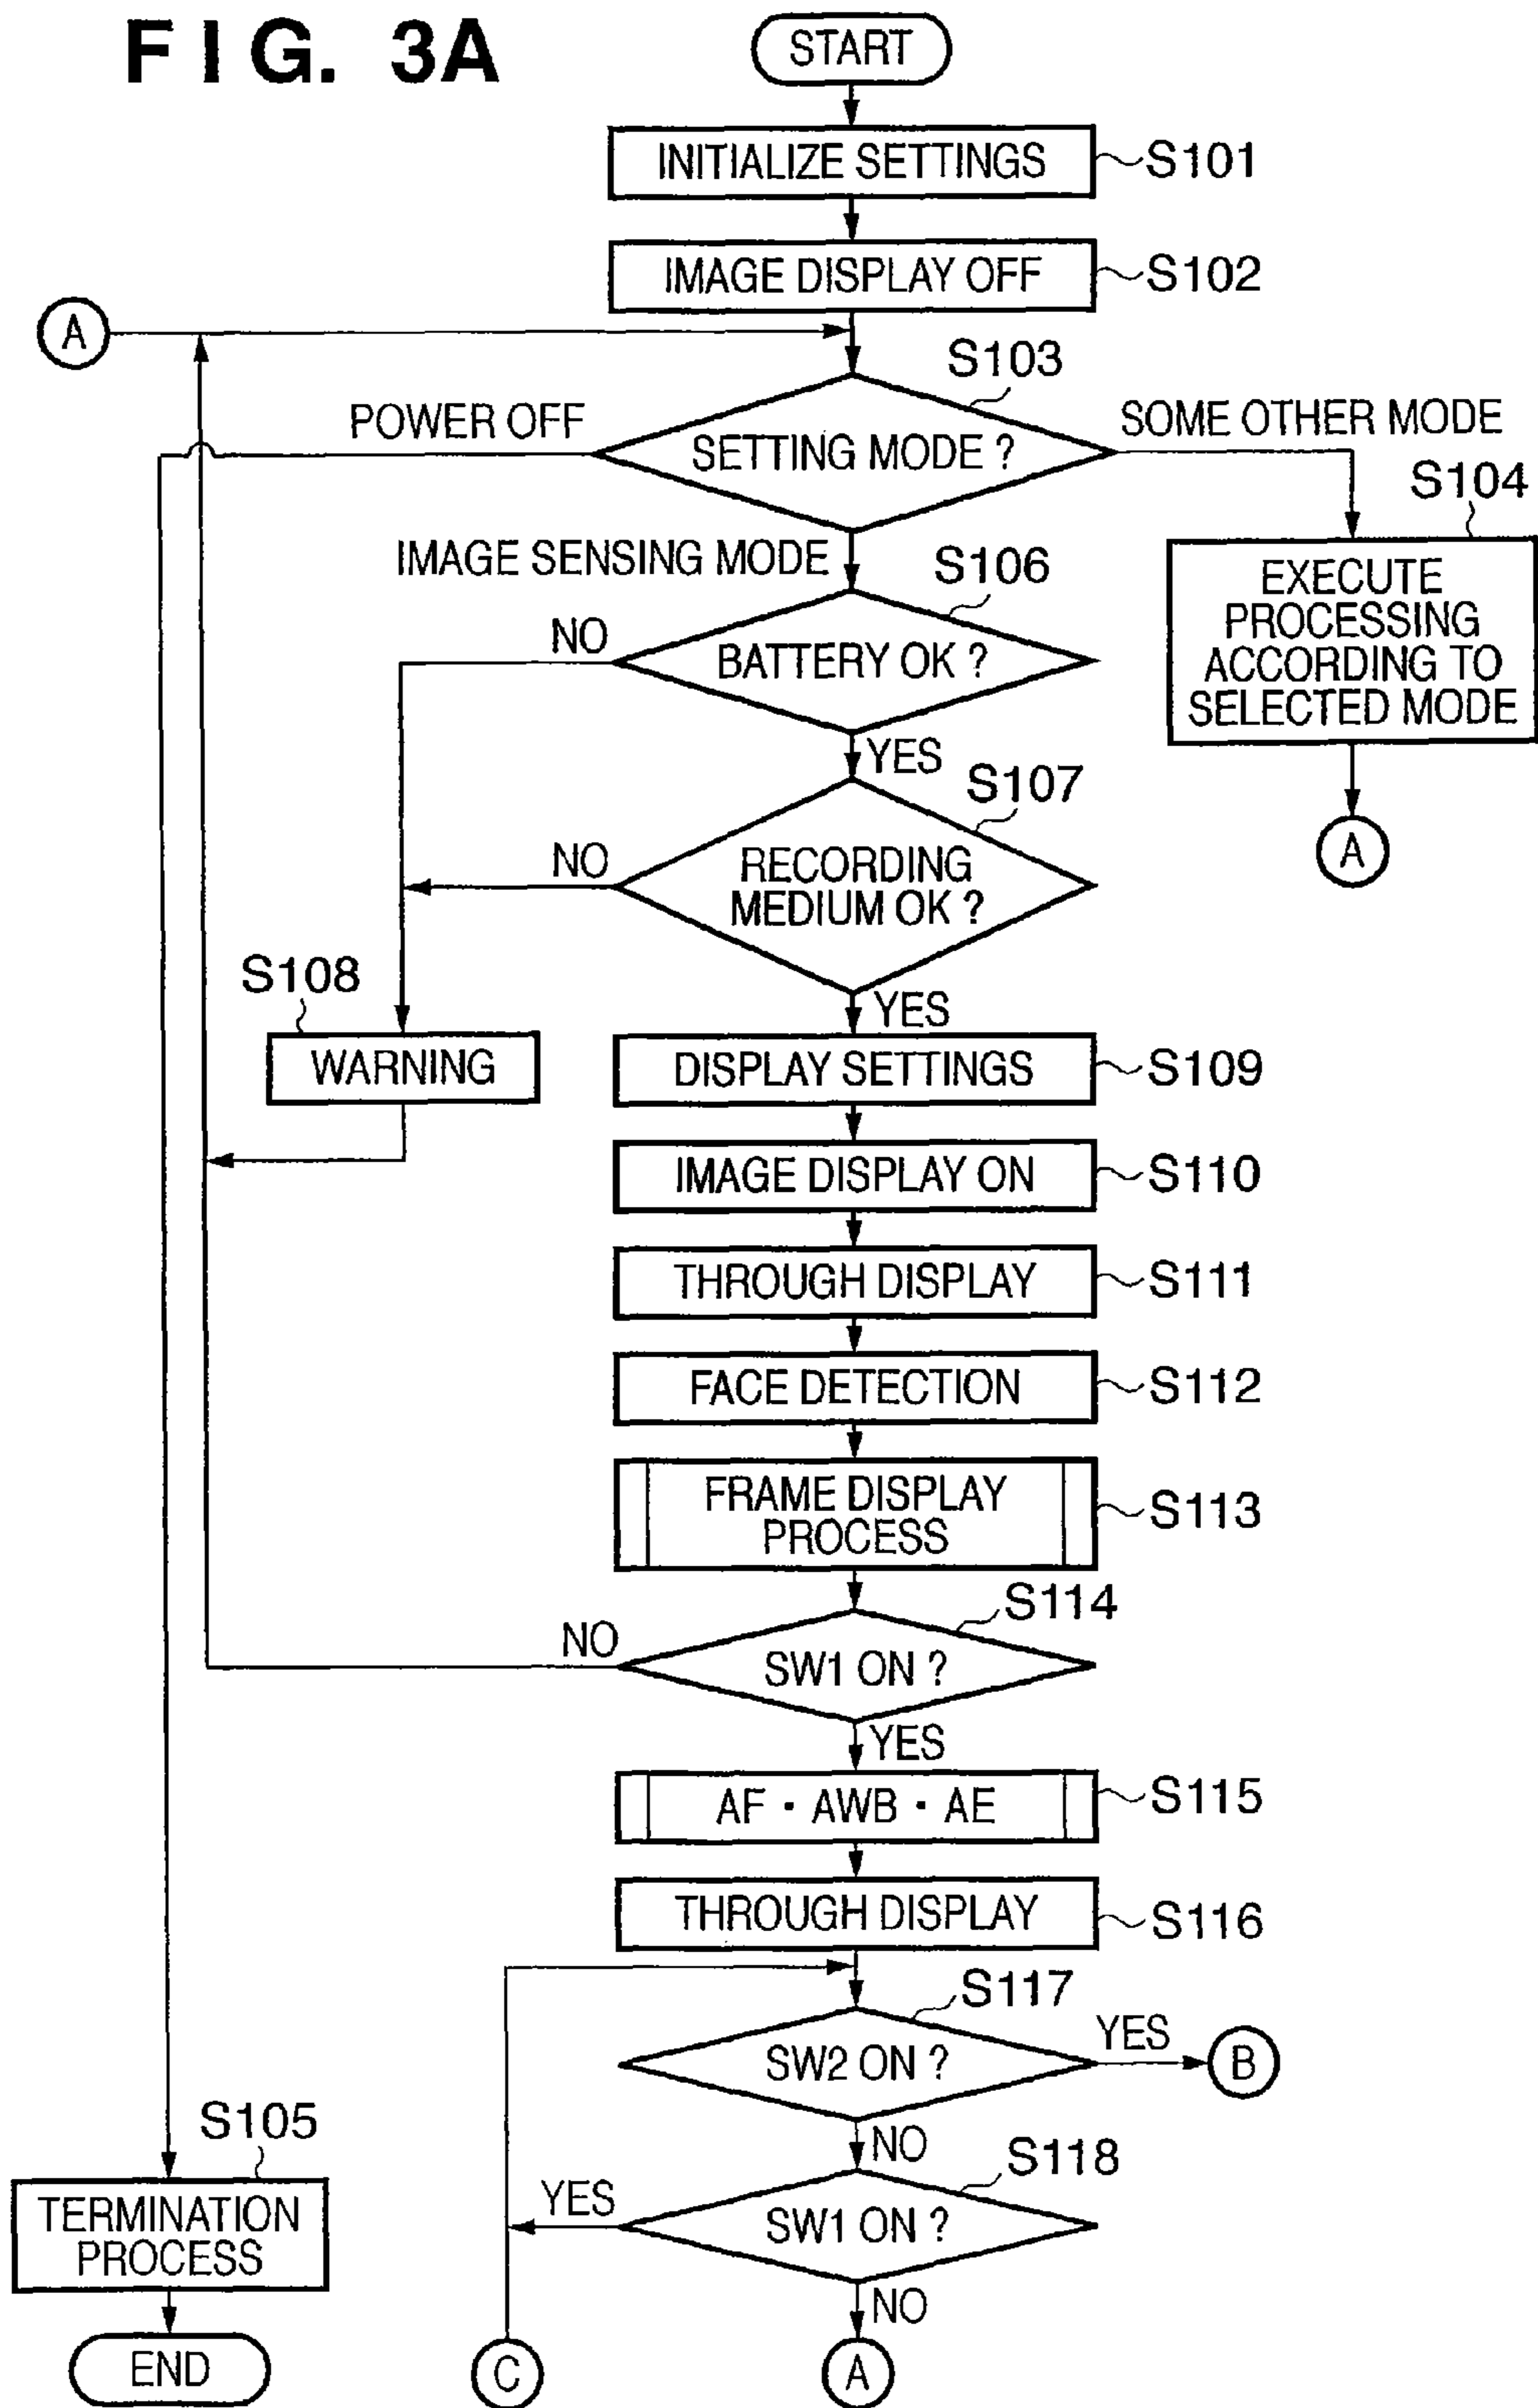 FIG. 3A
START
INITIALIZE SETTINGS
S101
IMAGE DISPLAY OFF
S102
A
S103
POWER OFF
SETTING MODE ?
SOME OTHER MODE
S104
IMAGE SENSING MODE
S106
EXECUTE
PROCESSING
ACCORDING TO
SELECTED MODE
NO
BATTERY OK ?
YES
S107
A
NO
RECORDING
MEDIUM OK ?
S108
YES
WARNING
DISPLAY SETTINGS
S109
IMAGE DISPLAY ON
S110
THROUGH DISPLAY
S111
FACE DETECTION
S112
FRAME DISPLAY
PROCESS
S113
S114
NO
SW1 ON ?
YES
AF · AWB · AE
S115
THROUGH DISPLAY
S116
S117
SW2 ON ?
YES
B
S105
NO
S118
TERMINATION
PROCESS
YES
SW1 ON ?
NO
END
C
A